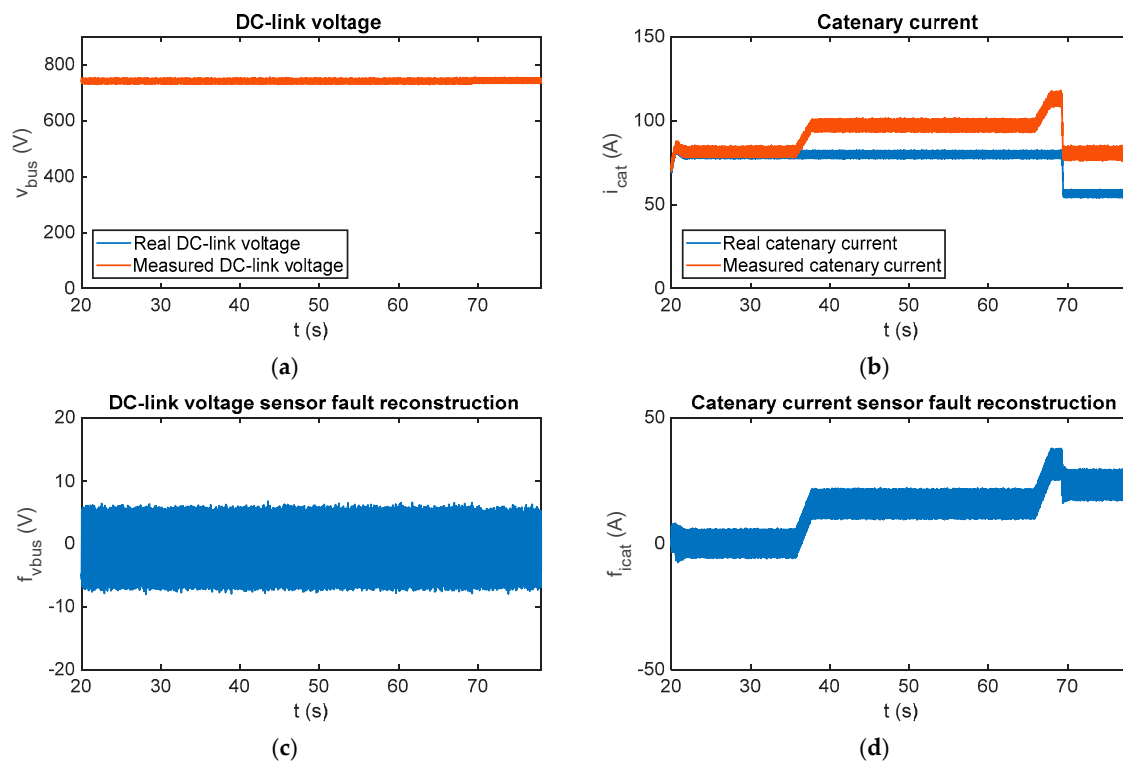 DC-link voltage
800
600
400
200
0
v_bus (V)
Real DC-link voltage
Measured DC-link voltage
20 30 40 50 60 70
t (s)
(a)
Catenary current
150
100
50
0
i_cat (A)
Real catenary current
Measured catenary current
20 30 40 50 60 70
t (s)
(b)
DC-link voltage sensor fault reconstruction
20
10
0
-10
-20
f_vbus (V)
20 30 40 50 60 70
t (s)
(c)
Catenary current sensor fault reconstruction
50
0
-50
f_icat (A)
20 30 40 50 60 70
t (s)
(d)